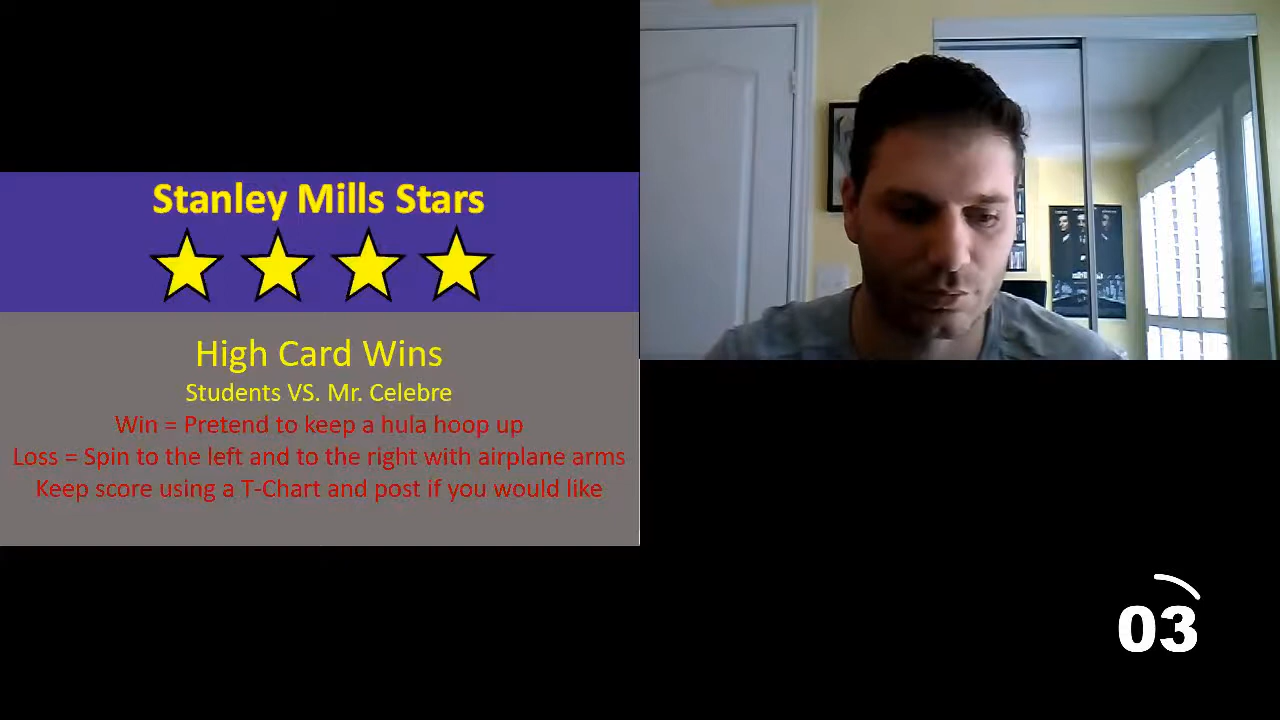 Stanley Mills Stars
High Card Wins
Students VS. Mr. Celebre
Win = Pretend to keep a hula hoop up
Loss = Spin to the left and to the right with airplane arms
Keep score using a T-Chart and post if you would like
03